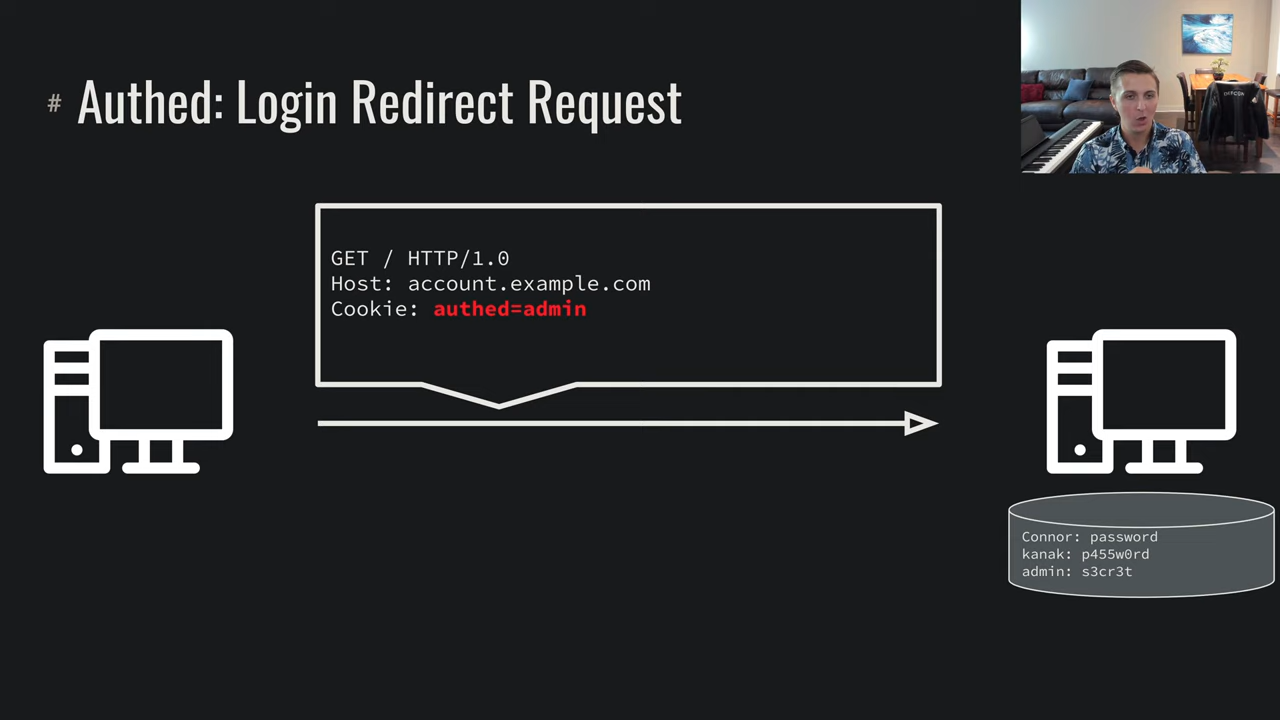 # Authed: Login Redirect Request
GET / HTTP/1.0
Host: account.example.com
Cookie: authed=admin
Connor: password
kanak: p455w0rd
admin: s3cr3t
DEFCON